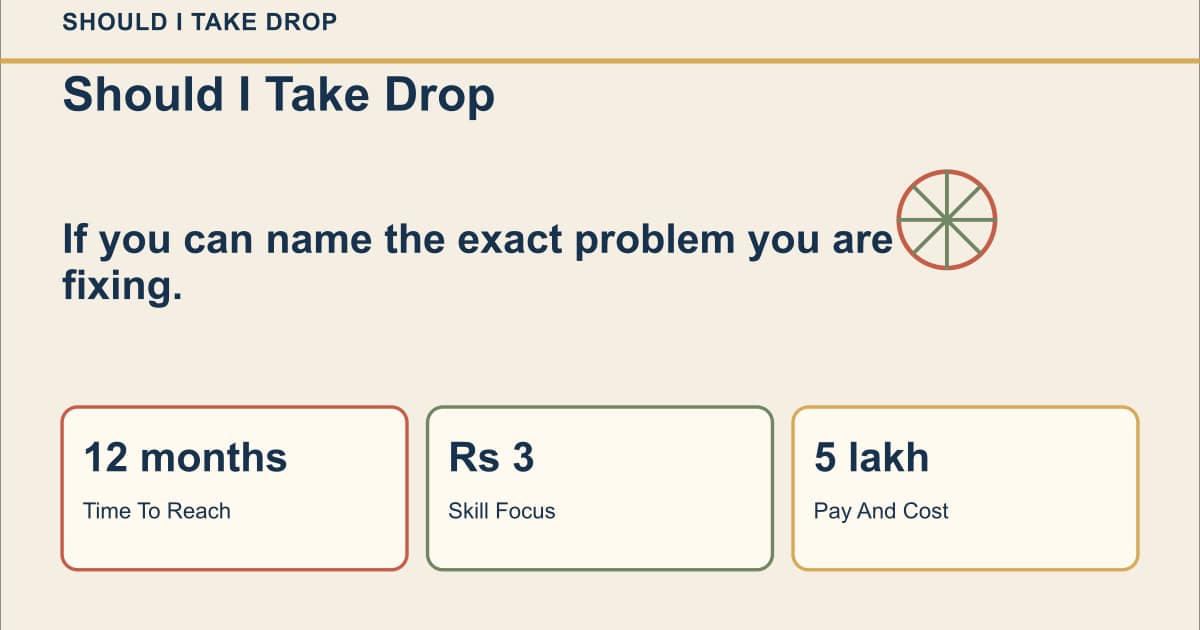 SHOULD I TAKE DROP
Should I Take Drop
If you can name the exact problem you are
fixing.
12 months
Time To Reach
Rs 3
Skill Focus
5 lakh
Pay And Cost